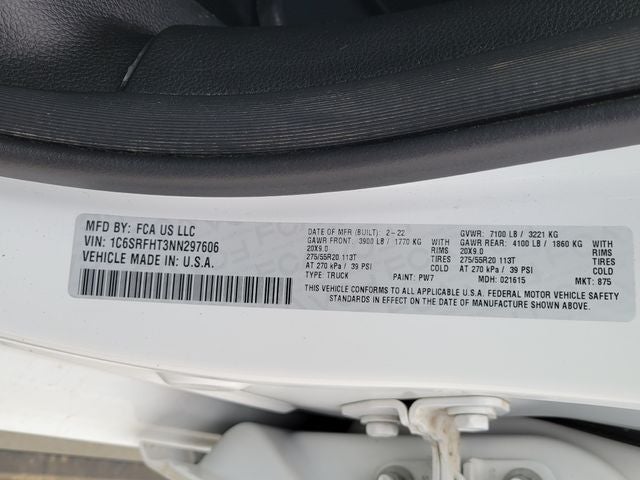 MFD BY: FCA US LLC
VIN: 1C6SRFHT3NN297606
VEHICLE MADE IN: U.S.A.
DATE OF MFR (BUILT): 2-22 GVWR: 7100 LB / 3221 KG
GAWR FRONT: 3900 LB / 1770 KG WITH GAWR REAR: 4100 LB / 1860 KG WITH
20X9.0 RIMS 20X9.0 RIMS
275/55R20 113T TIRES 275/55R20 113T TIRES
AT 270 kPa / 39 PSI COLD AT 270 kPa / 39 PSI COLD
TYPE: TRUCK PAINT: PW7 MDH: 021615 MKT: 875
THIS VEHICLE CONFORMS TO ALL APPLICABLE U.S.A. FEDERAL MOTOR VEHICLE SAFETY
STANDARDS IN EFFECT ON THE DATE OF MANUFACTURE SHOWN ABOVE.